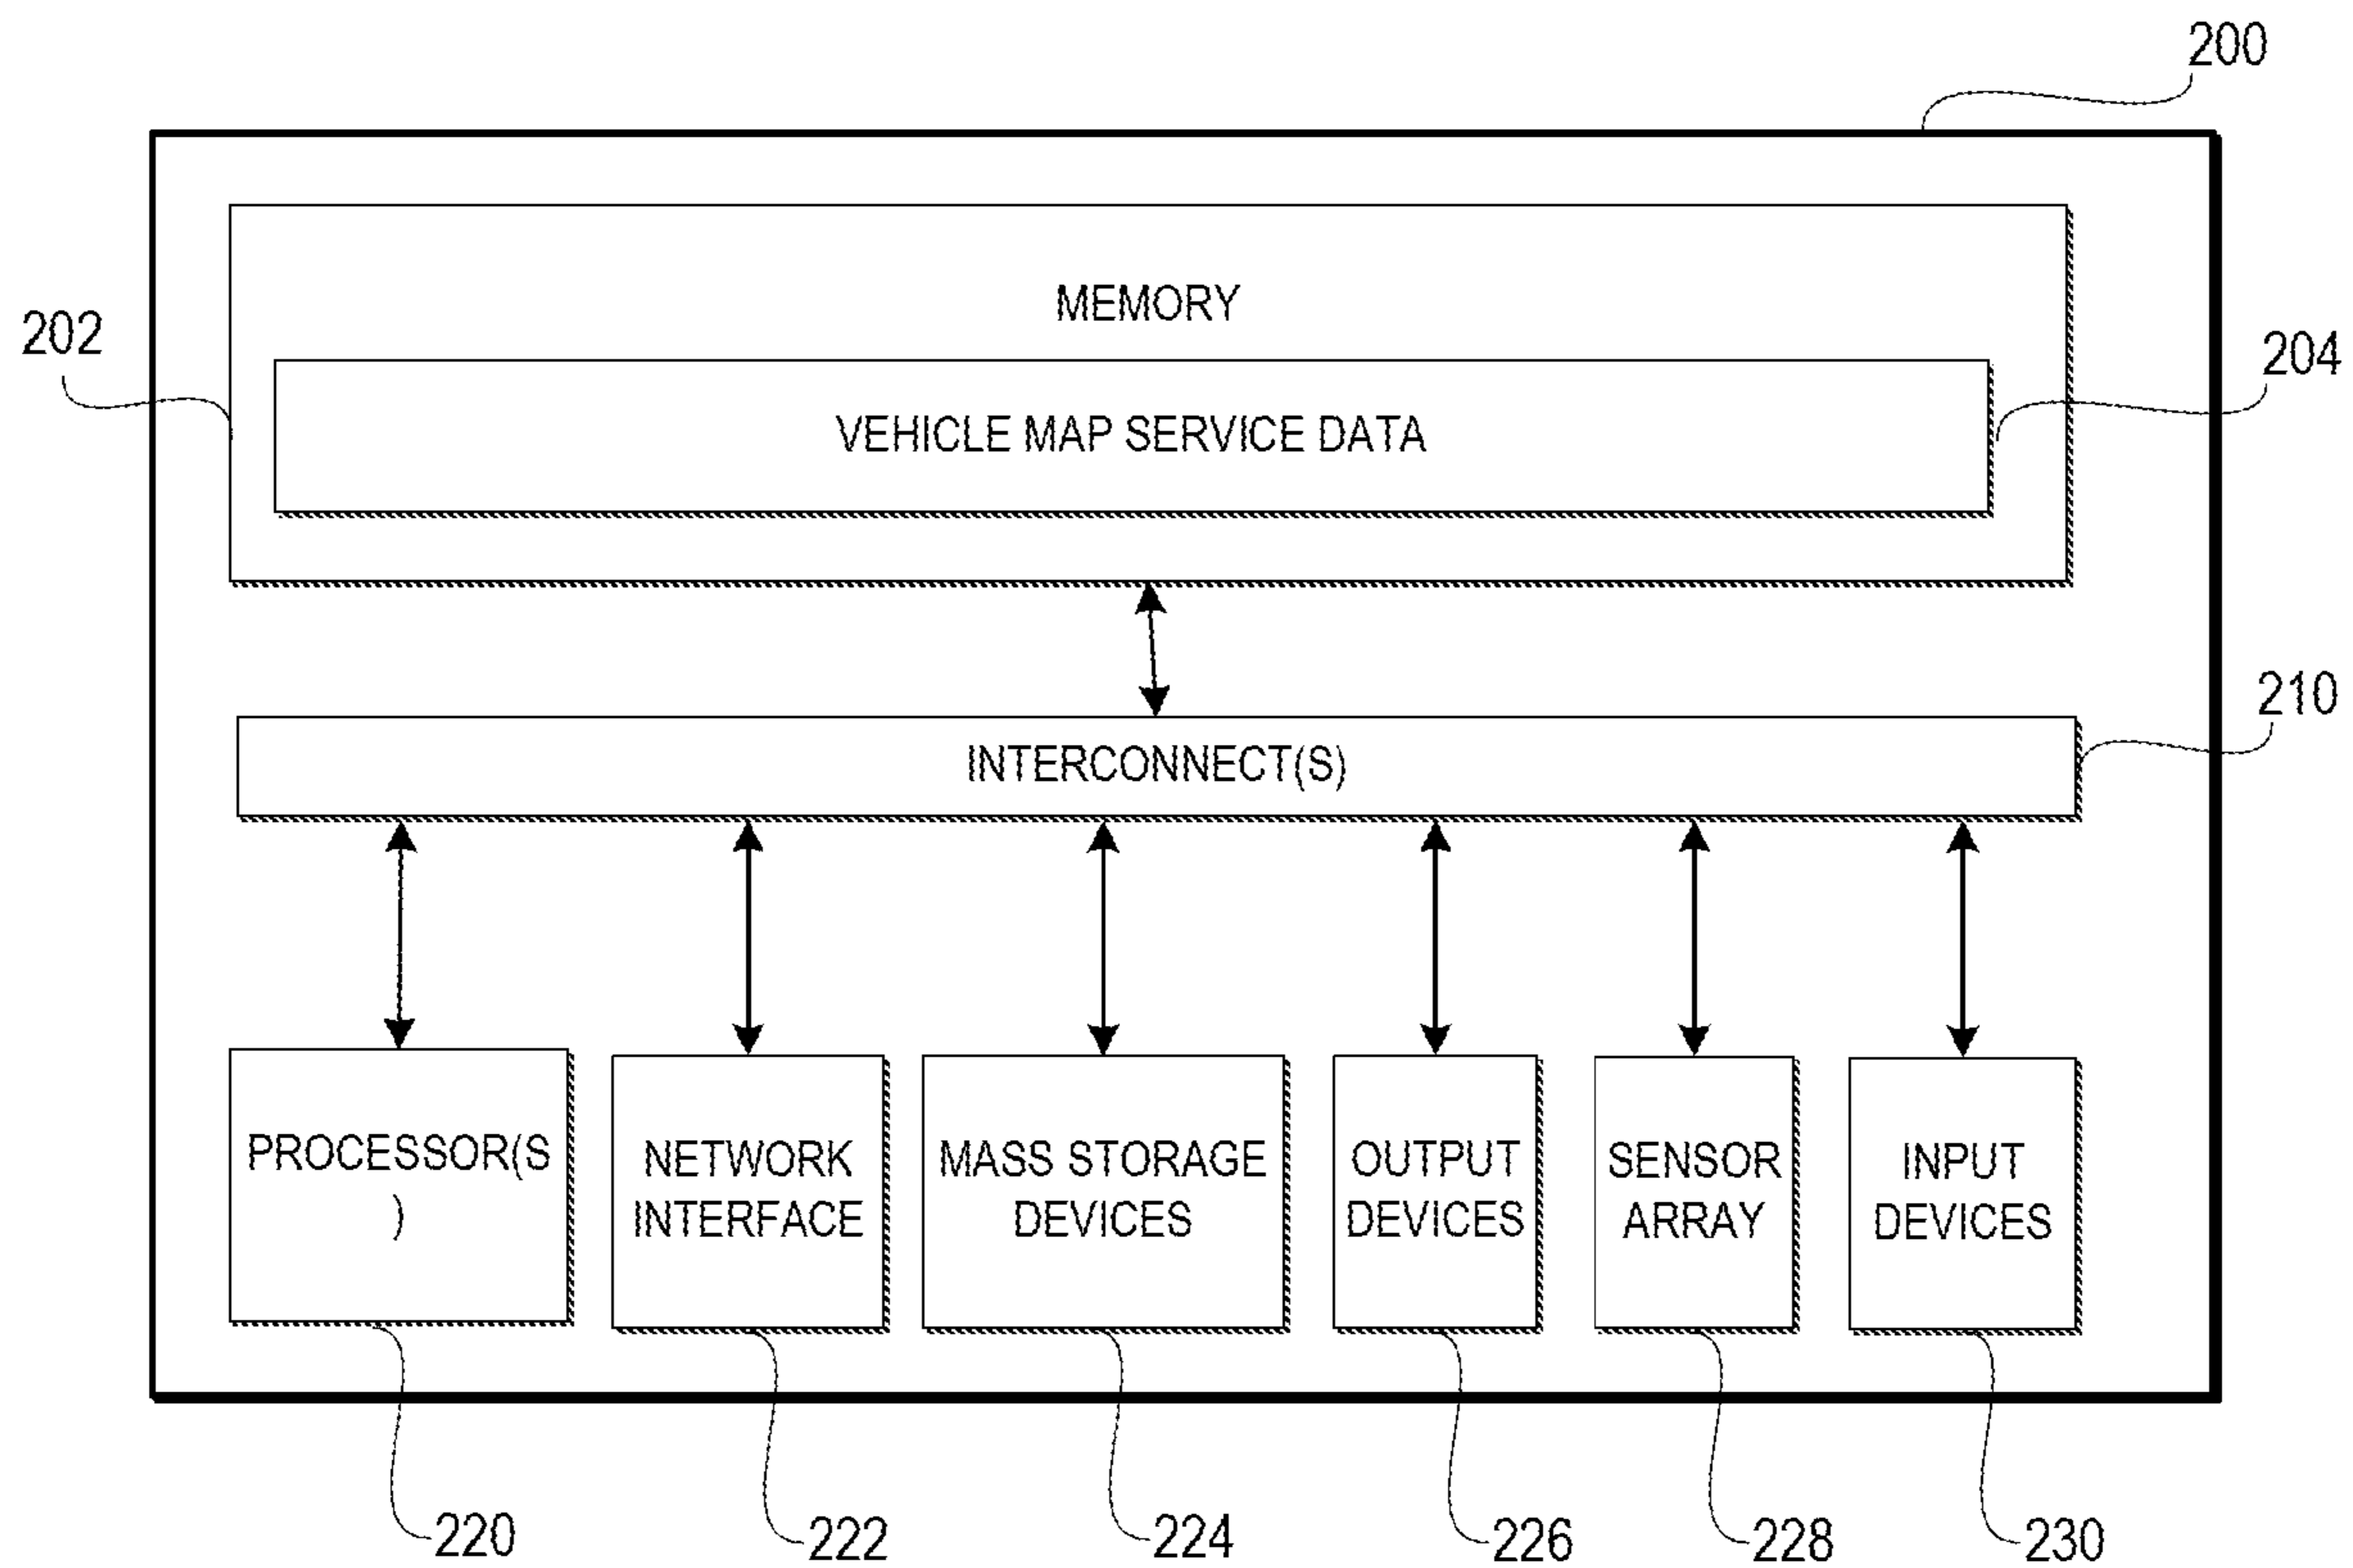 200
MEMORY
202
204
VEHICLE MAP SERVICE DATA
210
INTERCONNECT(S)
PROCESSOR(S
)
NETWORK
INTERFACE
MASS STORAGE
DEVICES
OUTPUT
DEVICES
SENSOR
ARRAY
INPUT
DEVICES
220
222
224
226
228
230